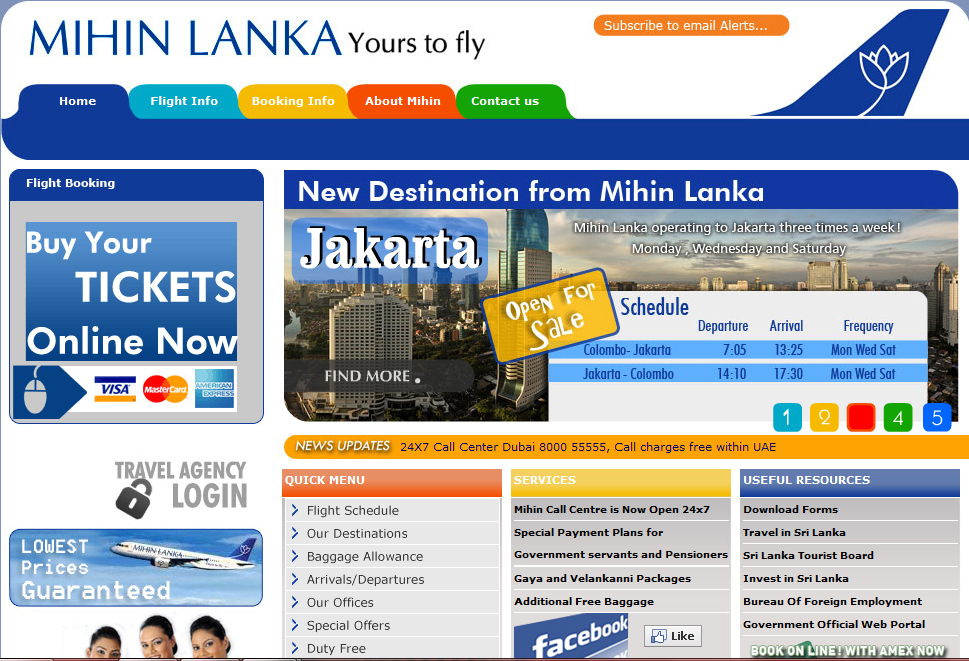 MIHIN LANKA Yours to fly
Subscribe to email Alerts...
Home
Flight Info
Booking Info
About Mihin
Contact us
Flight Booking
Buy Your
TICKETS
Online Now
VISA MasterCard AMERICAN EXPRESS
TRAVEL AGENCY
LOGIN
LOWEST
Prices
Guaranteed
MIHIN LANKA
New Destination from Mihin Lanka
Jakarta
Mihin Lanka operating to Jakarta three times a week!
Monday , Wednesday and Saturday
OPEN FOR
SALE
Schedule
Departure Arrival Frequency
Colombo- Jakarta 7:05 13:25 Mon Wed Sat
Jakarta - Colombo 14:10 17:30 Mon Wed Sat
FIND MORE .
1 2 4 5
NEWS UPDATES 24X7 Call Center Dubai 8000 55555, Call charges free within UAE
QUICK MENU
Flight Schedule
Our Destinations
Baggage Allowance
Arrivals/Departures
Our Offices
Special Offers
Duty Free
SERVICES
Mihin Call Centre is Now Open 24x7
Special Payment Plans for
Government servants and Pensioners
Gaya and Velankanni Packages
Additional Free Baggage
facebook
Like
USEFUL RESOURCES
Download Forms
Travel in Sri Lanka
Sri Lanka Tourist Board
Invest in Sri Lanka
Bureau Of Foreign Employment
Government Official Web Portal
BOOK ON LINE! WITH AMEX NOW